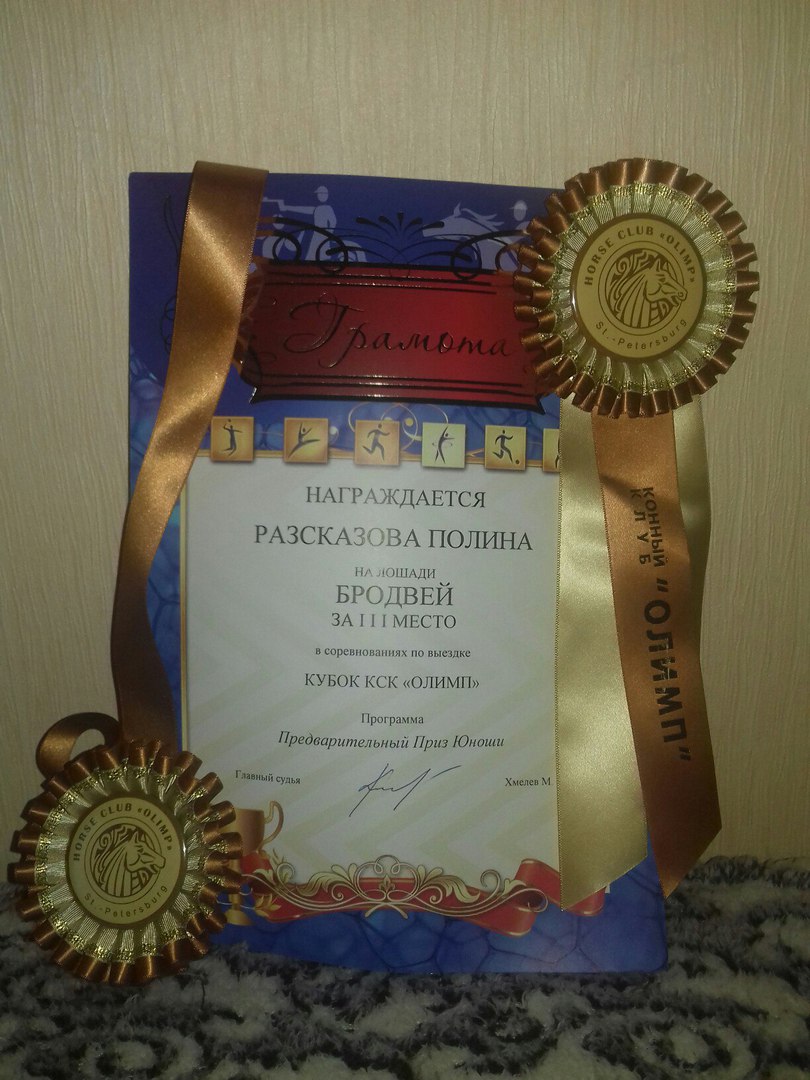 Грамота
HORSE CLUB «OLIMP»
St.-Petersburg
НАГРАЖДАЕТСЯ
РАЗСКАЗОВА ПОЛИНА
НА ЛОШАДИ
БРОДВЕЙ
ЗА I I I МЕСТО
в соревнованиях по выездке
КУБОК КСК «ОЛИМП»
Программа
Предварительный Приз Юноши
Главный судья
Хмелев М
КОННЫЙ
КЛУБ
"ОЛИМП"
HORSE CLUB «OLIMP»
St.-Petersburg